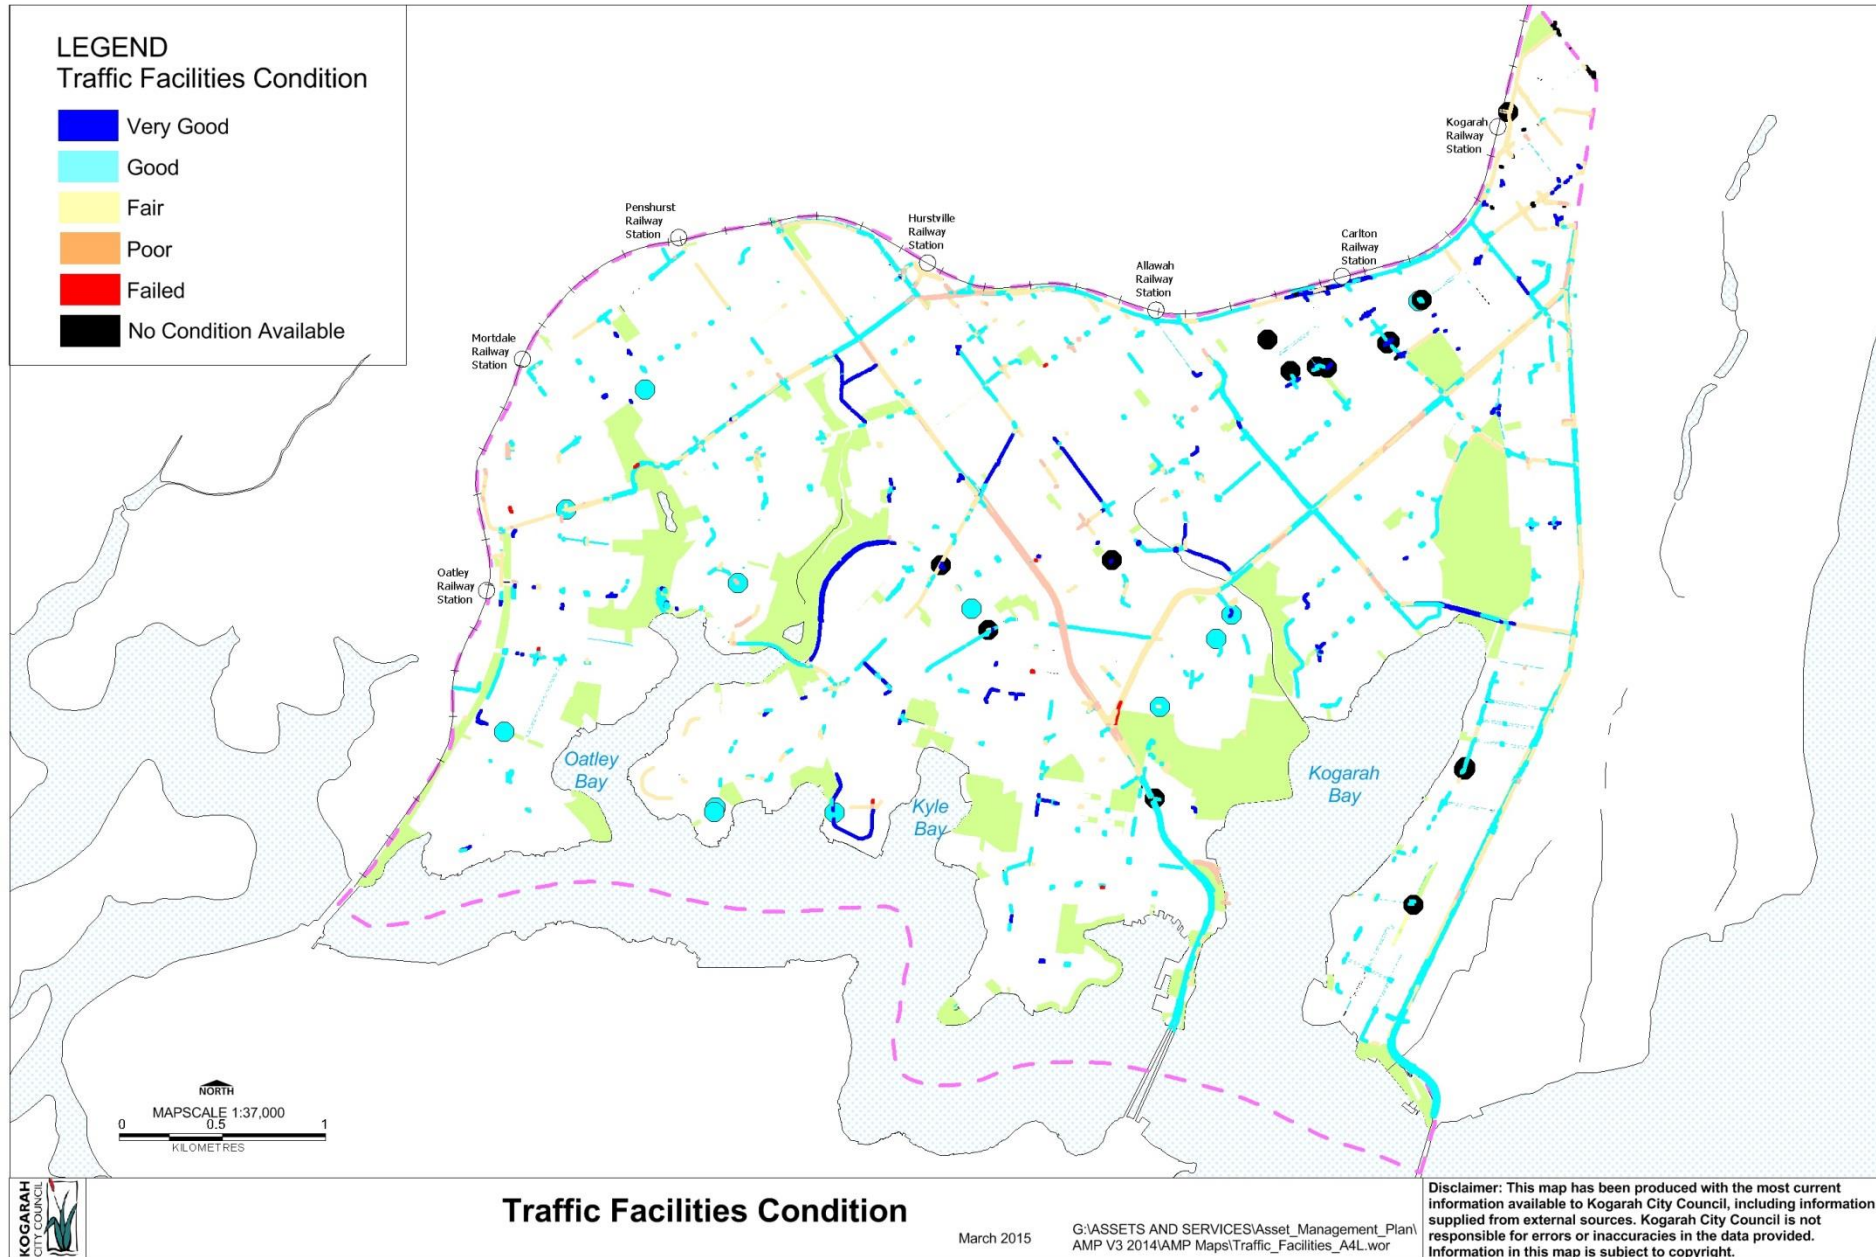 LEGEND
Traffic Facilities Condition
Very Good
Good
Fair
Poor
Failed
No Condition Available
Kogarah
Railway
Station
Penshurst
Railway
Station
Hurstville
Railway
Station
Carlton
Railway
Station
Allawah
Railway
Station
Mortdale
Railway
Station
Oatley
Railway
Station
Oatley
Bay
Kyle
Bay
Kogarah
Bay
NORTH
MAPSCALE 1:37,000
0 0.5 1
KILOMETRES
KOGARAH
CITY COUNCIL
Traffic Facilities Condition
March 2015
G:\ASSETS AND SERVICES\Asset_Management_Plan\
AMP V3 2014\AMP Maps\Traffic_Facilities_A4L.wor
Disclaimer: This map has been produced with the most current
information available to Kogarah City Council, including information
supplied from external sources. Kogarah City Council is not
responsible for errors or inaccuracies in the data provided.
Information in this map is subject to copyright.